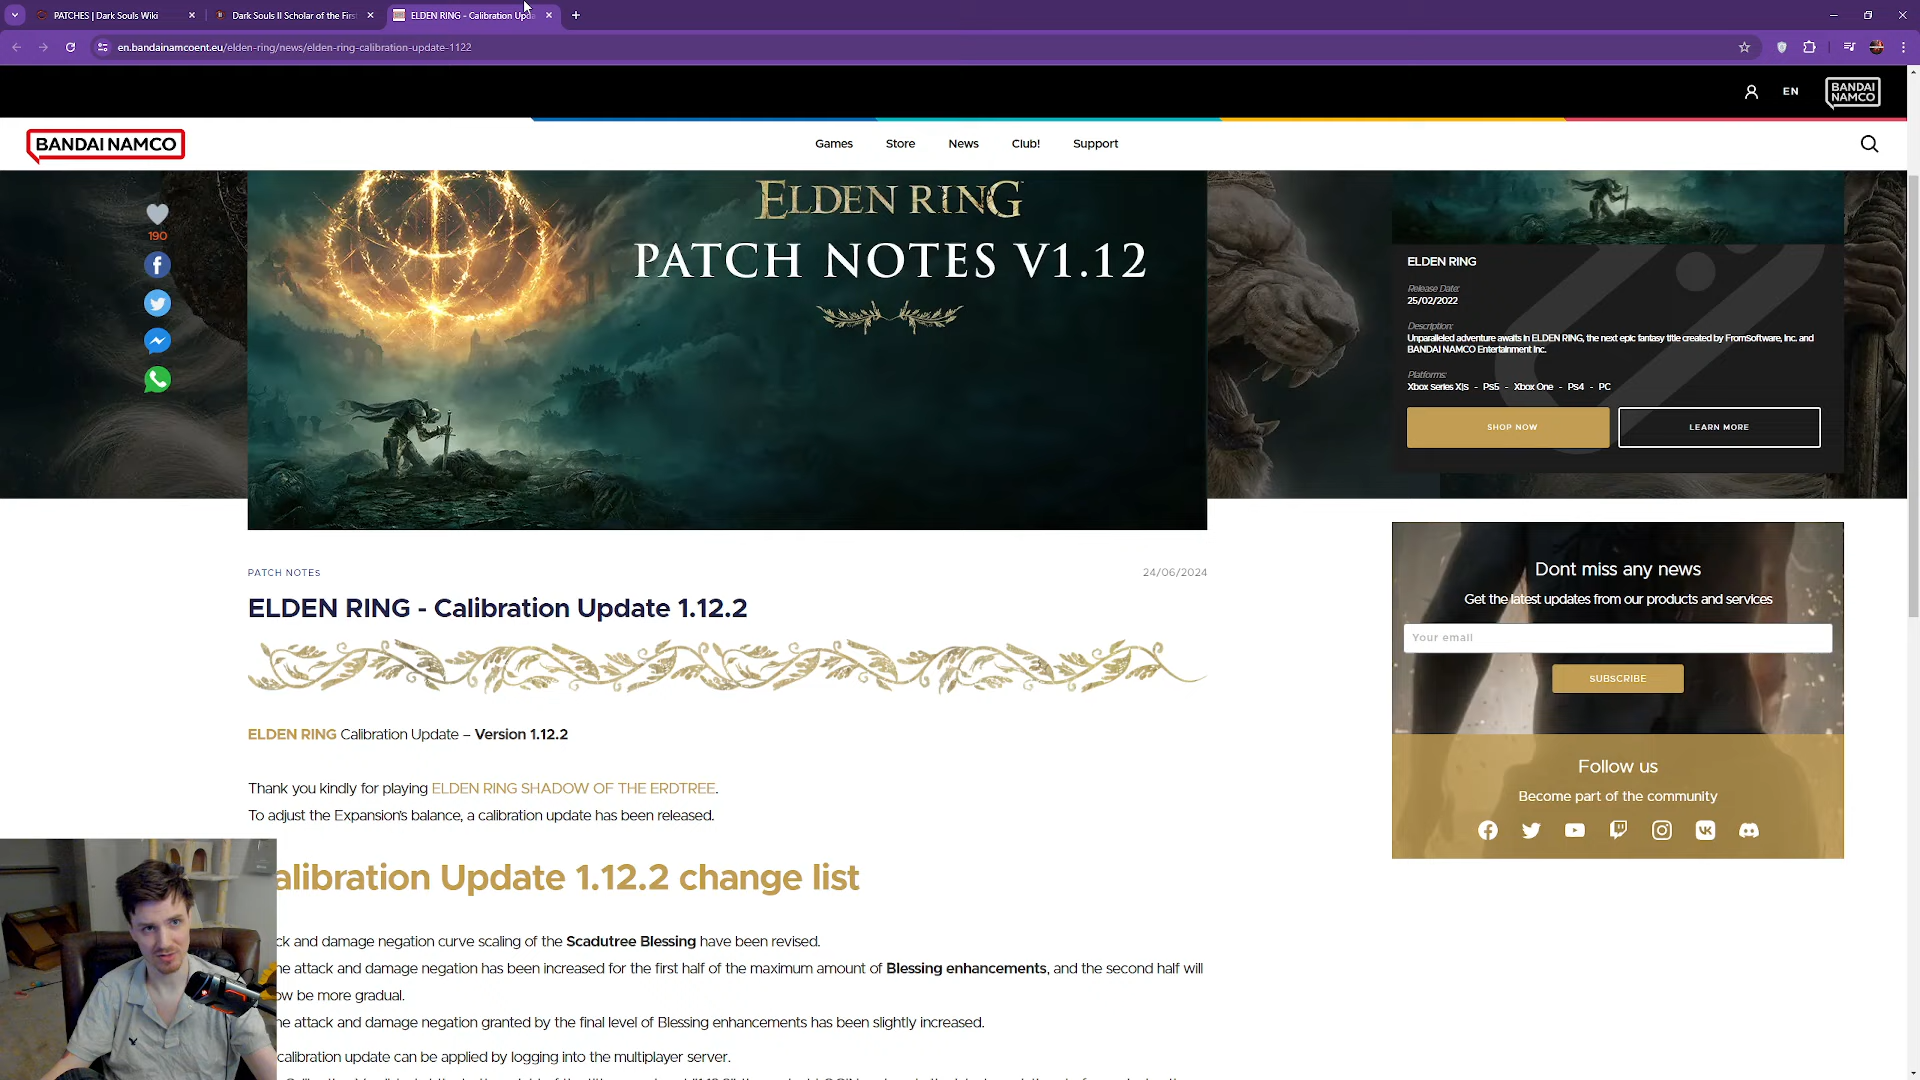 PATCHES | Dark Souls Wiki
Dark Souls II Scholar of the Firs
ELDEN RING - Calibration Upda
en.bandainamcoent.eu/elden-ring/news/elden-ring-calibration-update-1122
EN
BANDAI
NAMCO
BANDAI NAMCO
Games
Store
News
Club!
Support
190
ELDEN RING
PATCH NOTES V1.12
ELDEN RING
Release Date:
25/02/2022
Description:
Unparalleled adventure awaits in ELDEN RING, the next epic fantasy title created by FromSoftware, Inc. and
BANDAI NAMCO Entertainment Inc.
Platforms:
Xbox series X|s - Ps5 - Xbox One - Ps4 - PC
SHOP NOW
LEARN MORE
PATCH NOTES
24/06/2024
ELDEN RING - Calibration Update 1.12.2
ELDEN RING Calibration Update – Version 1.12.2
Thank you kindly for playing ELDEN RING SHADOW OF THE ERDTREE.
To adjust the Expansion's balance, a calibration update has been released.
alibration Update 1.12.2 change list
ck and damage negation curve scaling of the Scadutree Blessing have been revised.
he attack and damage negation has been increased for the first half of the maximum amount of Blessing enhancements, and the second half will
ow be more gradual.
he attack and damage negation granted by the final level of Blessing enhancements has been slightly increased.
calibration update can be applied by logging into the multiplayer server.
Dont miss any news
Get the latest updates from our products and services
Your email
SUBSCRIBE
Follow us
Become part of the community